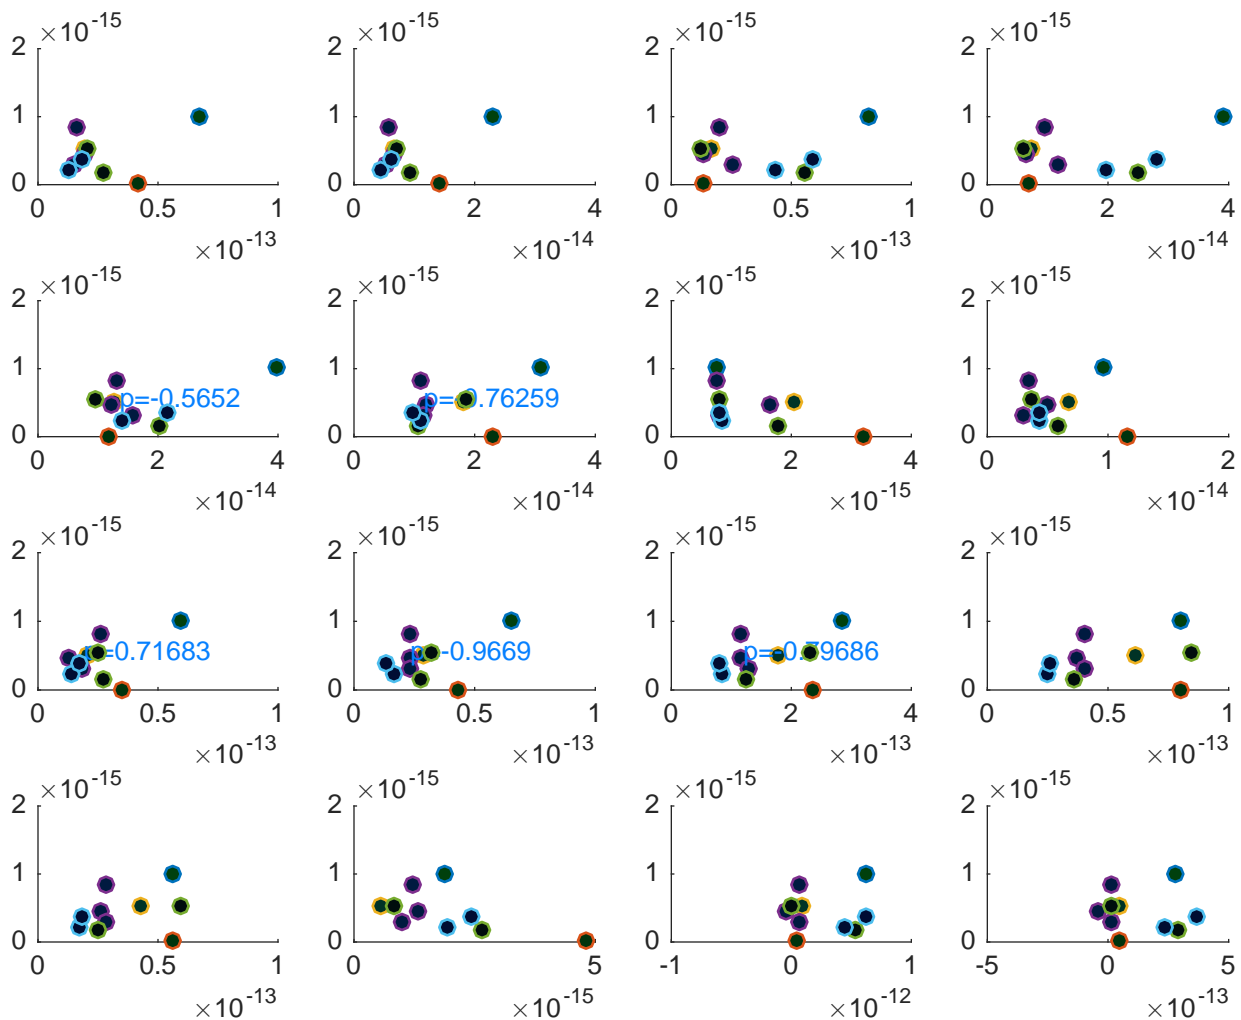 ×10-15 ×10-15 ×10-15 ×10-15
2 2 2 2
1 1 1 1
0 0 0 0
0 0.5 1 0 2 4 0 0.5 1 0 2 4
×10-13 ×10-14 ×10-13 ×10-14
×10-15 ×10-15 ×10-15 ×10-15
2 2 2 2
1 1 1 1
p=-0.5652 p=-0.76259
0 0 0 0
0 2 4 0 2 4 0 2 4 0 1 2
×10-14 ×10-14 ×10-15 ×10-14
×10-15 ×10-15 ×10-15 ×10-15
2 2 2 2
1 1 1 1
p=0.71683 p=-0.9669 p=-0.79686
0 0 0 0
0 0.5 1 0 0.5 1 0 2 4 0 0.5 1
×10-13 ×10-13 ×10-13 ×10-13
×10-15 ×10-15 ×10-15 ×10-15
2 2 2 2
1 1 1 1
0 0 0 0
0 0.5 1 0 5 -1 0 1 -5 0 5
×10-13 ×10-15 ×10-12 ×10-13